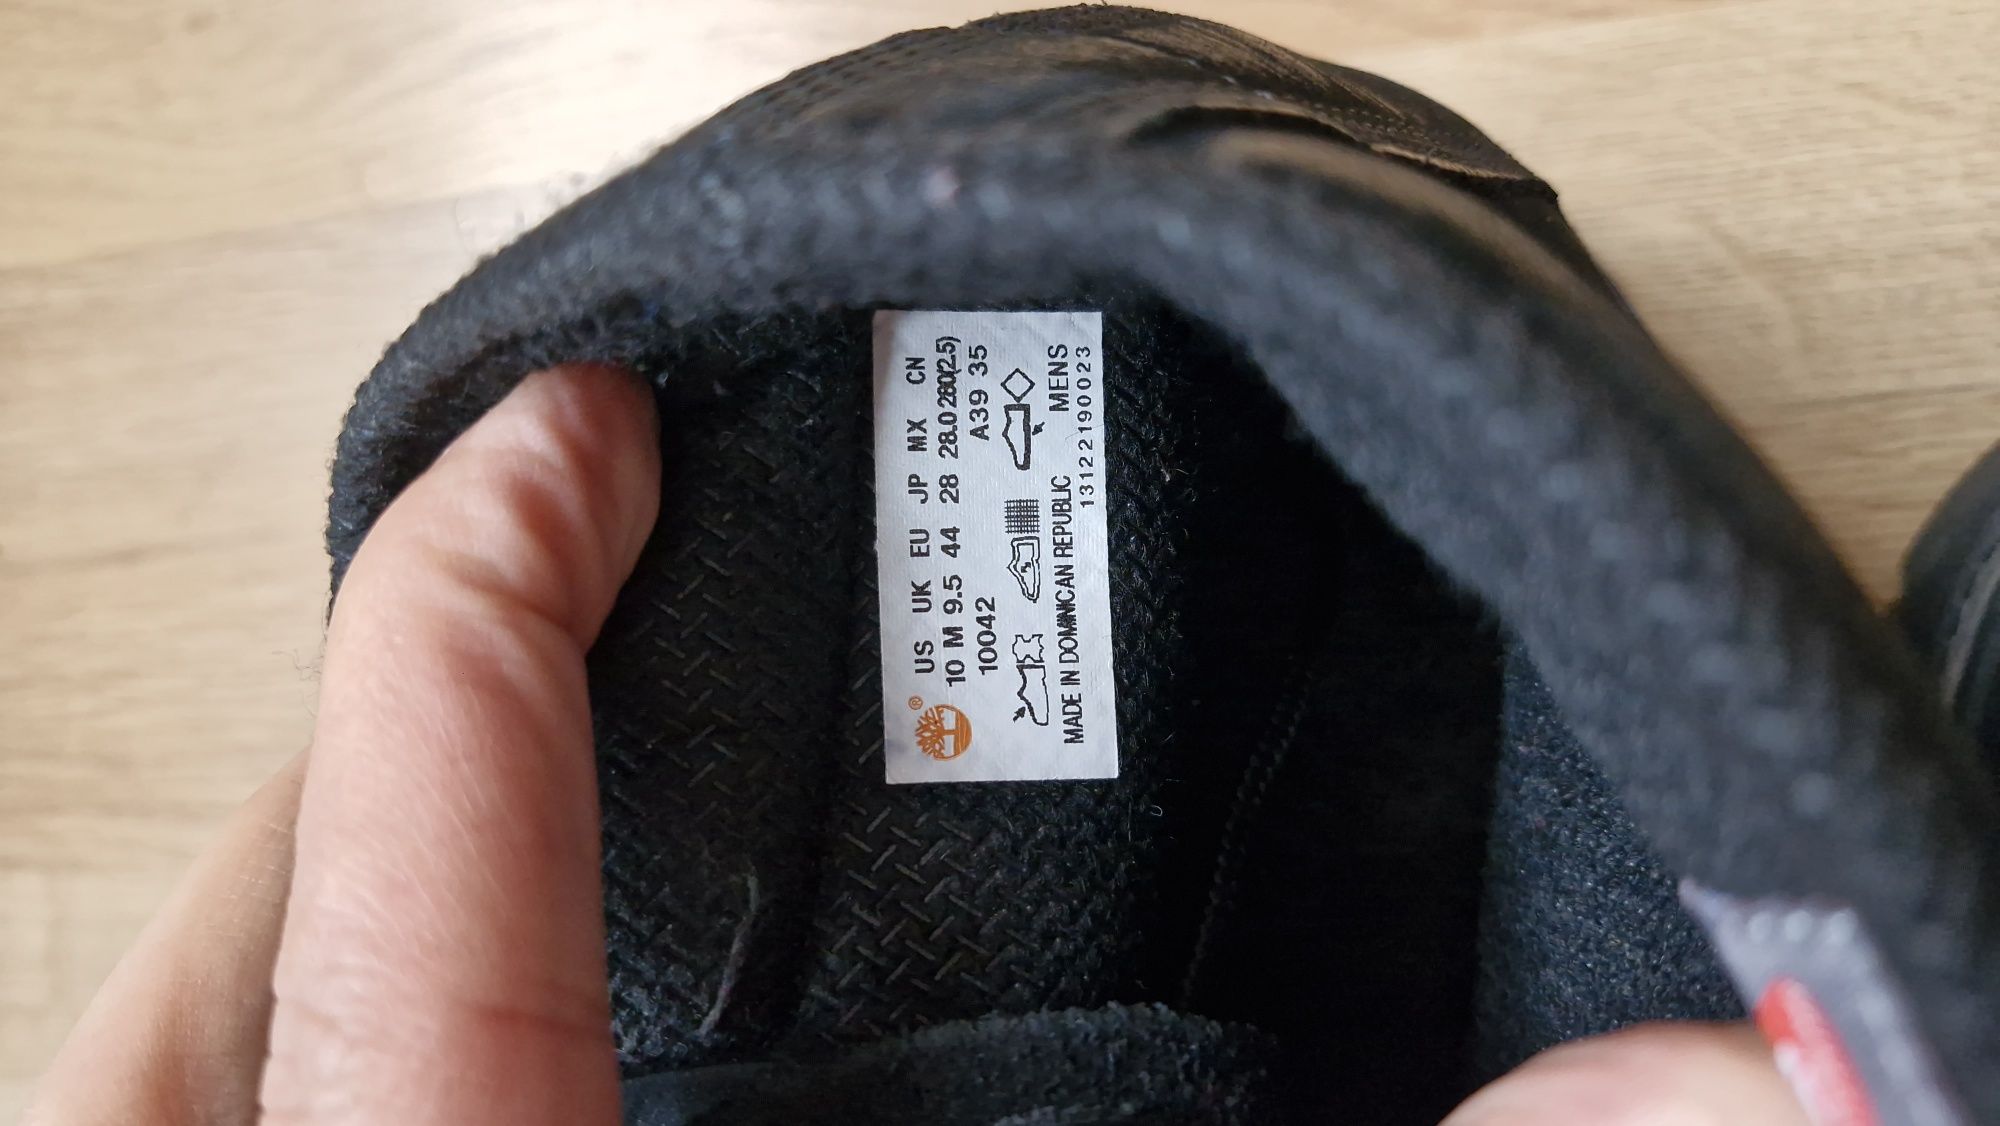 ®
US UK EU JP MX CN
10 M 9.5 44 28 28.0 280(2.5)
10042 A39 35
MADE IN DOMINICAN REPUBLIC MENS
13122190023